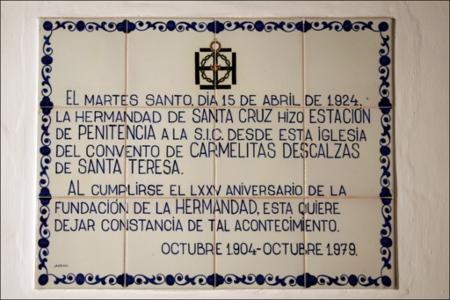 EL MARTES SANTO, DÍA 15 DE ABRIL DE 1924,
LA HERMANDAD DE SANTA CRUZ HIZO ESTACIÓN
DE PENITENCIA A LA S.I.C. DESDE ESTA IGLESIA
DEL CONVENTO DE CARMELITAS DESCALZAS
DE SANTA TERESA.
AL CUMPLIRSE EL LXXV ANIVERSARIO DE LA
FUNDACIÓN DE LA HERMANDAD, ESTA QUIERE
DEJAR CONSTANCIA DE TAL ACONTECIMIENTO.
OCTUBRE 1904-OCTUBRE 1979.